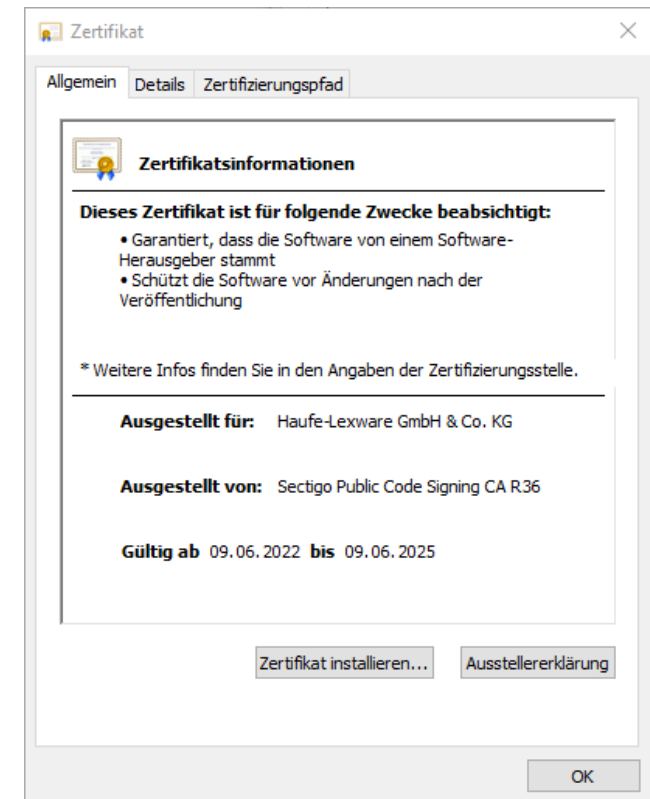 Zertifikat
Allgemein Details Zertifizierungspfad
Zertifikatsinformationen
Dieses Zertifikat ist für folgende Zwecke beabsichtigt:
• Garantiert, dass die Software von einem Software-
Herausgeber stammt
• Schützt die Software vor Änderungen nach der
Veröffentlichung
* Weitere Infos finden Sie in den Angaben der Zertifizierungsstelle.
Ausgestellt für: Haufe-Lexware GmbH & Co. KG
Ausgestellt von: Sectigo Public Code Signing CA R36
Gültig ab 09.06.2022 bis 09.06.2025
Zertifikat installieren... Ausstellererklärung
OK